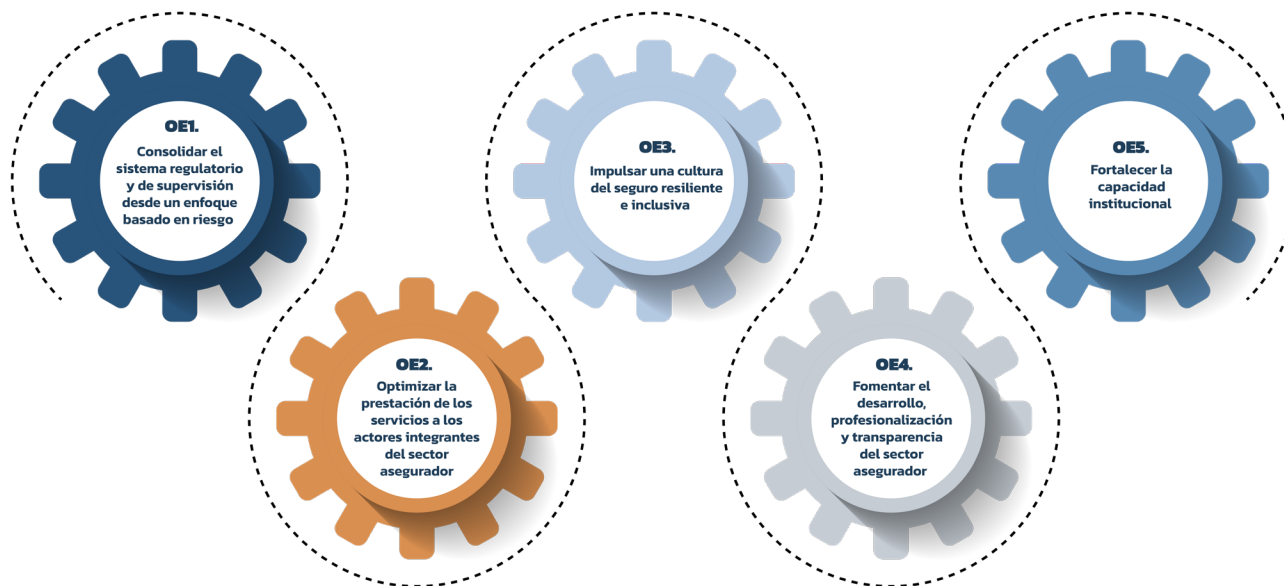 OE1.
Consolidar el
sistema regulatorio
y de supervisión
desde un enfoque
basado en riesgo
OE2.
Optimizar la
prestación de los
servicios a los
actores integrantes
del sector
asegurador
OE3.
Impulsar una cultura
del seguro resiliente
e inclusiva
OE4.
Fomentar el
desarrollo,
profesionalización
y transparencia
del sector
asegurador
OE5.
Fortalecer la
capacidad
institucional